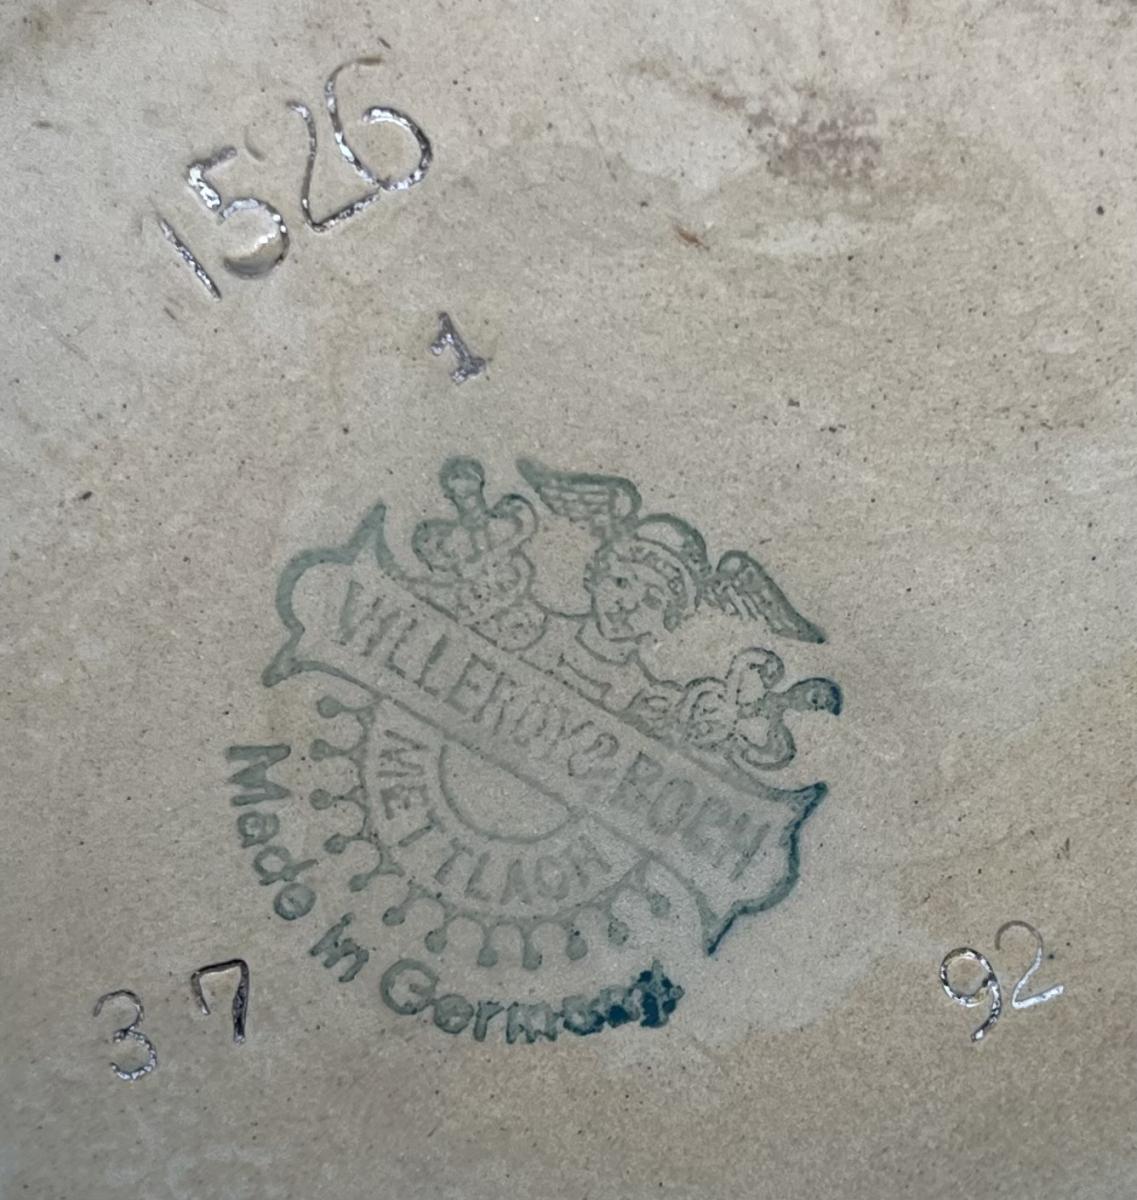 1526
1
VILLEROY & BOCH
METTLACH
Made in Germany
37
92